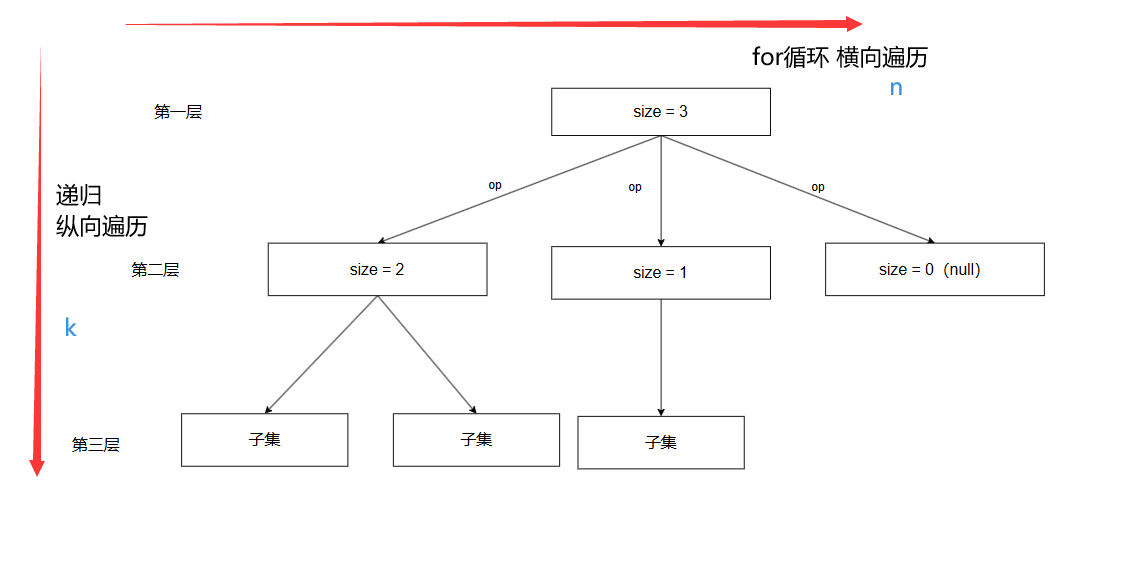 for循环 横向遍历
n
第一层
size = 3
递归
纵向遍历
op
op
op
第二层
size = 2
size = 1
size = 0（null）
k
第三层
子集
子集
子集